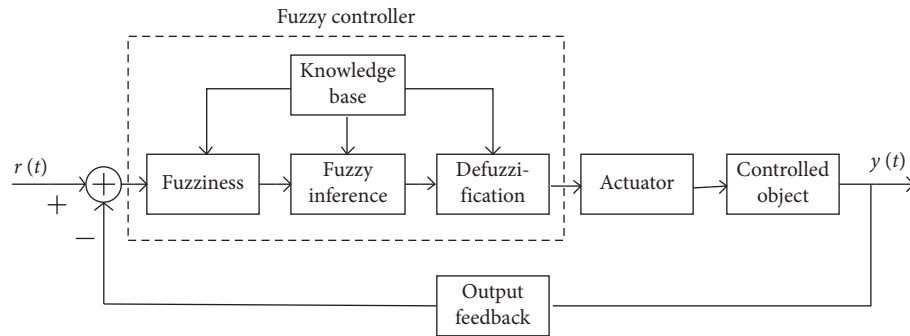 Fuzzy controller
Knowledge
base
r (t)
+
−
Fuzziness
Fuzzy
inference
Defuzzi-
fication
Actuator
Controlled
object
y (t)
Output
feedback